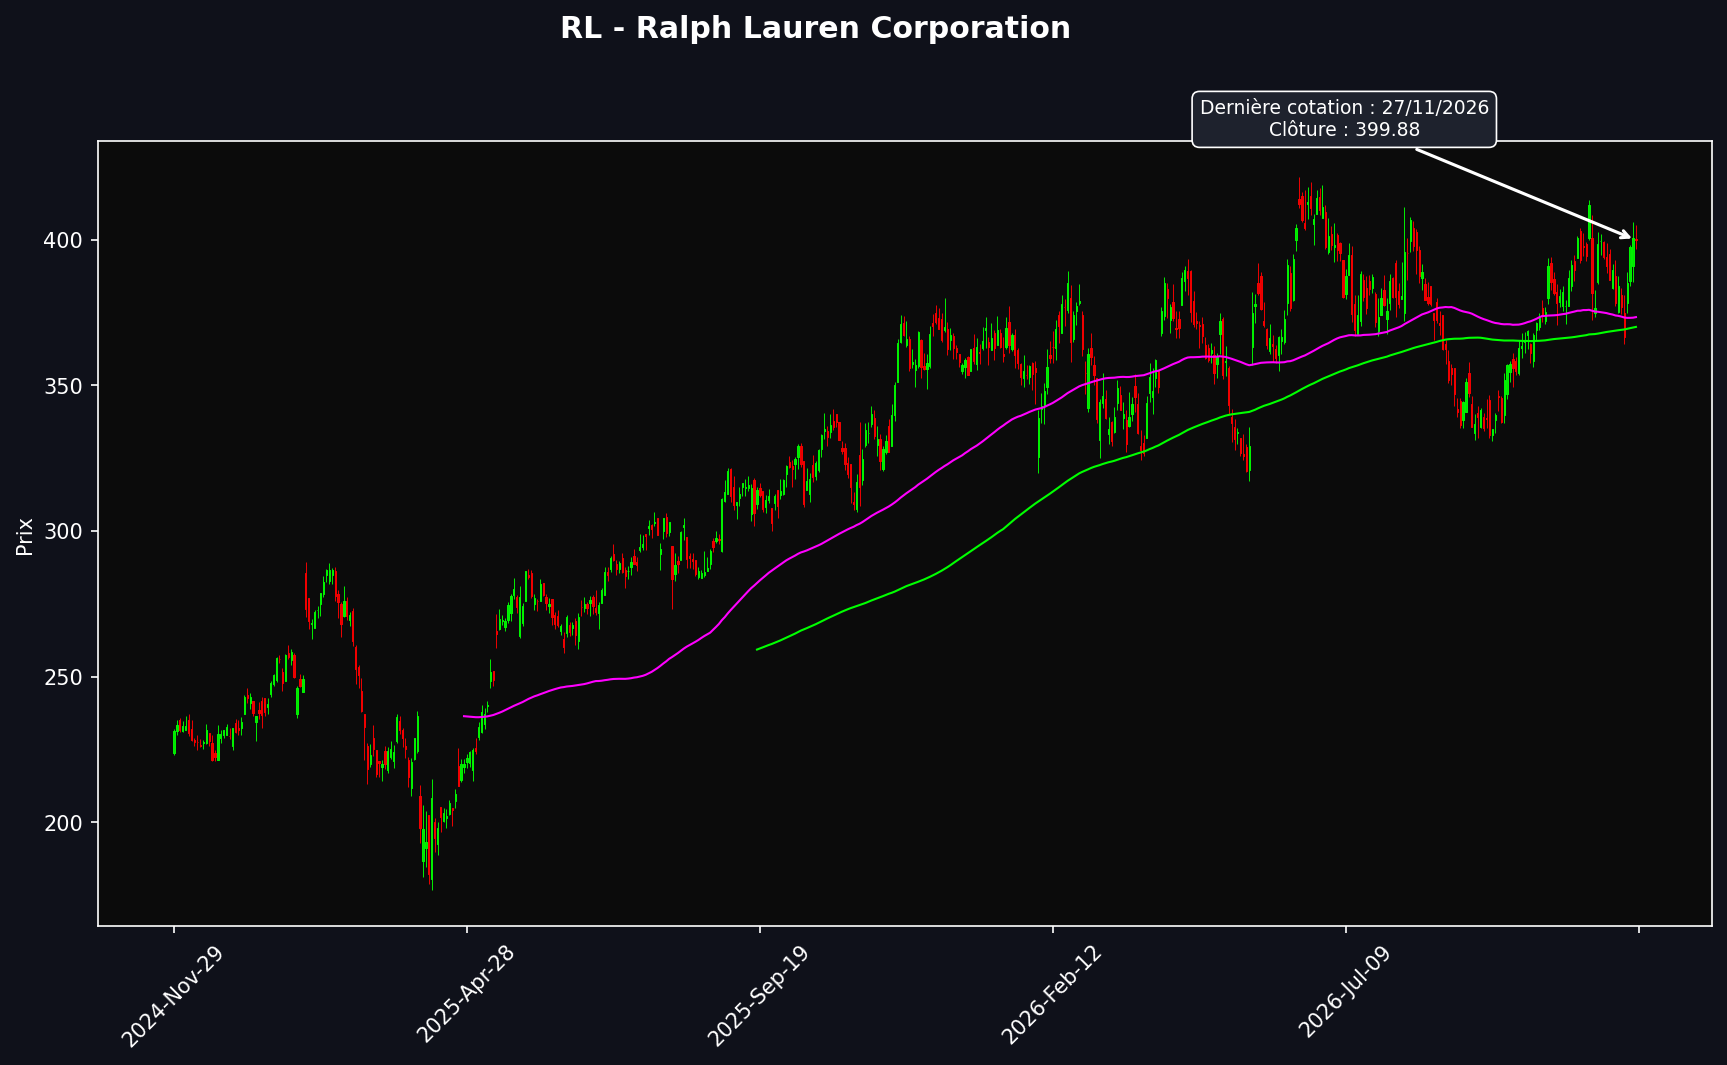 RL - Ralph Lauren Corporation
Dernière cotation : 27/11/2026
Clôture : 399.88
Prix
400
350
300
250
200
2024-Nov-29
2025-Apr-28
2025-Sep-19
2026-Feb-12
2026-Jul-09